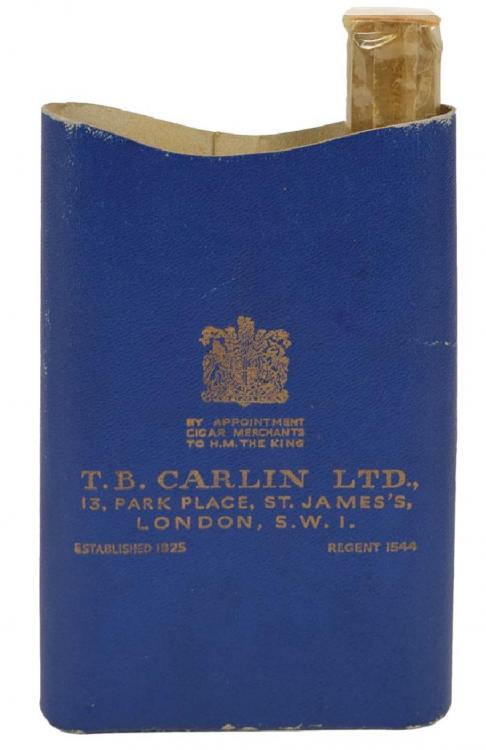 BY APPOINTMENT
CIGAR MERCHANTS
TO H.M. THE KING
T. B. CARLIN LTD.,
13, PARK PLACE, ST. JAMES'S,
LONDON, S.W. 1.
ESTABLISHED 1825 REGENT 1544